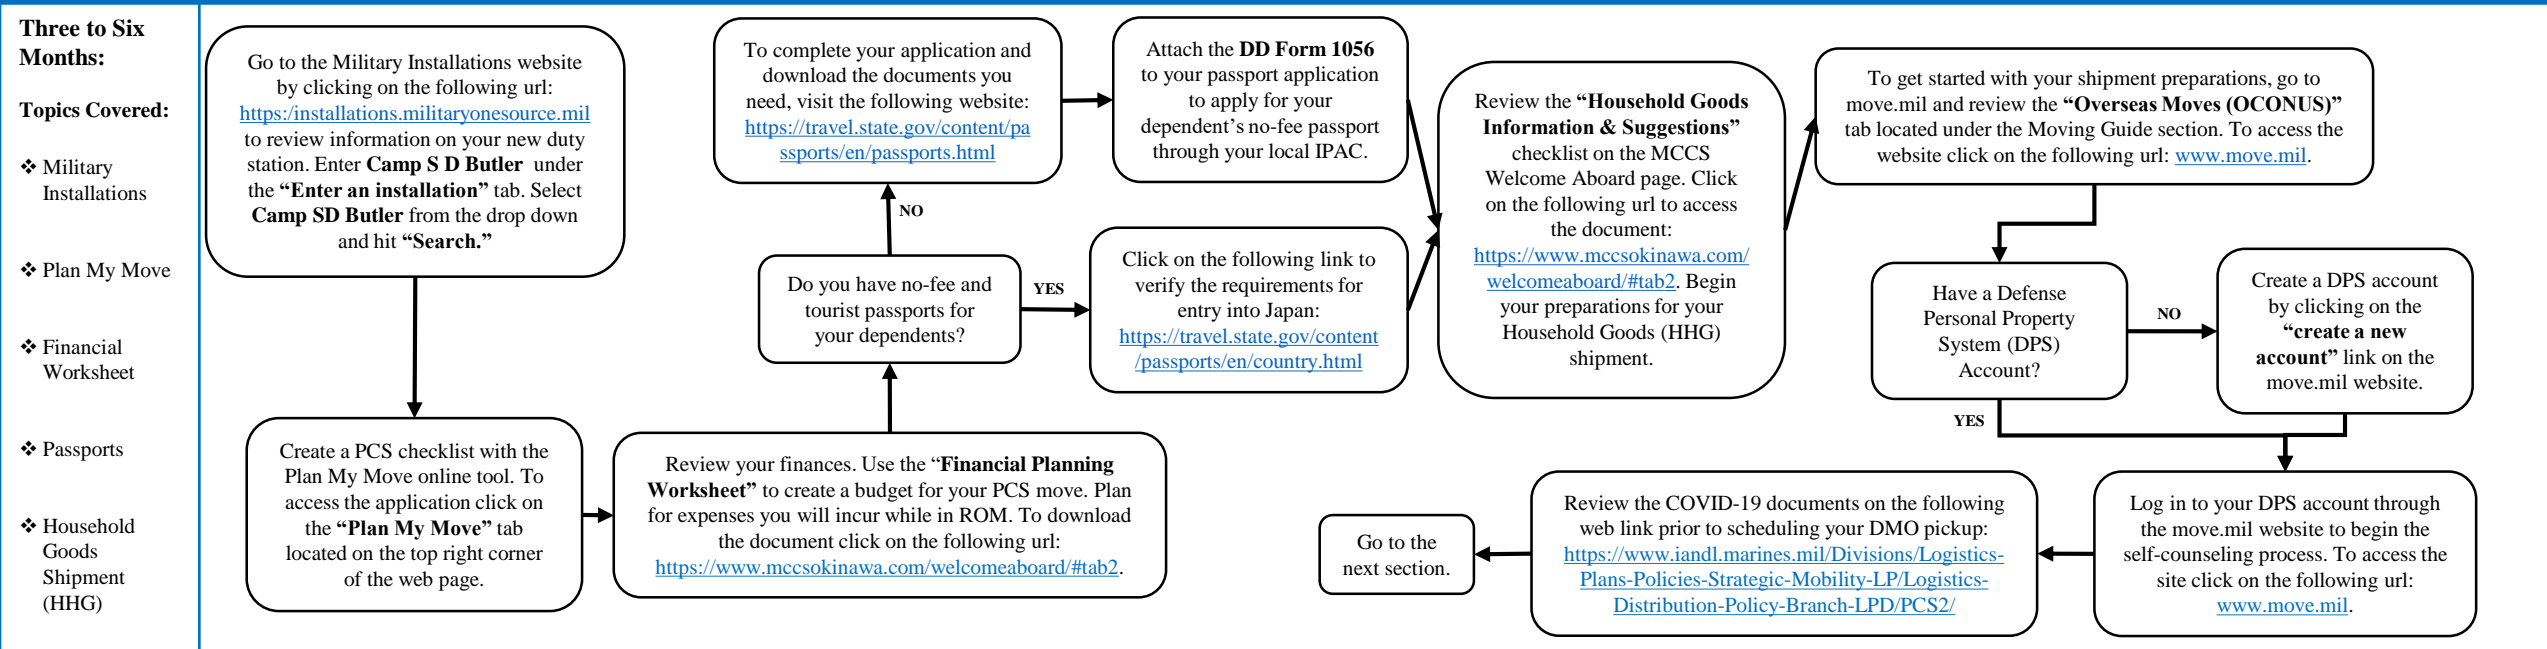 Three to Six
Months:
Topics Covered:
❖ Military
Installations
❖ Plan My Move
❖ Financial
Worksheet
❖ Passports
❖ Household
Goods
Shipment
(HHG)
Go to the Military Installations website
by clicking on the following url:
https:/installations.militaryonesource.mil
to review information on your new duty
station. Enter Camp S D Butler under
the “Enter an installation” tab. Select
Camp SD Butler from the drop down
and hit “Search.”
Create a PCS checklist with the
Plan My Move online tool. To
access the application click on
the “Plan My Move” tab
located on the top right corner
of the web page.
Review your finances. Use the “Financial Planning
Worksheet” to create a budget for your PCS move. Plan
for expenses you will incur while in ROM. To download
the document click on the following url:
https://www.mccsokinawa.com/welcomeaboard/#tab2.
Do you have no-fee and
tourist passports for
your dependents?
NO
YES
To complete your application and
download the documents you
need, visit the following website:
https://travel.state.gov/content/pa
ssports/en/passports.html
Attach the DD Form 1056
to your passport application
to apply for your
dependent’s no-fee passport
through your local IPAC.
Click on the following link to
verify the requirements for
entry into Japan:
https://travel.state.gov/content
/passports/en/country.html
Review the “Household Goods
Information & Suggestions”
checklist on the MCCS
Welcome Aboard page. Click
on the following url to access
the document:
https://www.mccsokinawa.com/
welcomeaboard/#tab2. Begin
your preparations for your
Household Goods (HHG)
shipment.
To get started with your shipment preparations, go to
move.mil and review the “Overseas Moves (OCONUS)”
tab located under the Moving Guide section. To access the
website click on the following url: www.move.mil.
Have a Defense
Personal Property
System (DPS)
Account?
NO
YES
Create a DPS account
by clicking on the
“create a new
account” link on the
move.mil website.
Log in to your DPS account through
the move.mil website to begin the
self-counseling process. To access the
site click on the following url:
www.move.mil.
Review the COVID-19 documents on the following
web link prior to scheduling your DMO pickup:
https://www.iandl.marines.mil/Divisions/Logistics-
Plans-Policies-Strategic-Mobility-LP/Logistics-
Distribution-Policy-Branch-LPD/PCS2/
Go to the
next section.